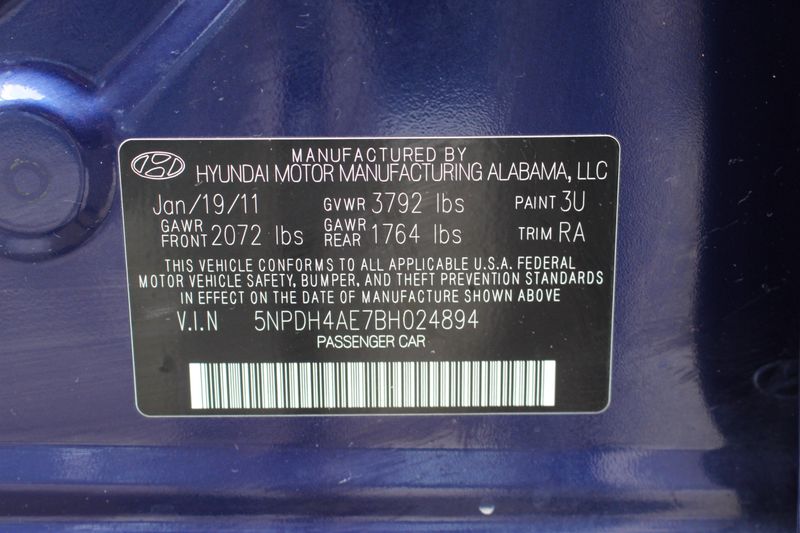 MANUFACTURED BY
HYUNDAI MOTOR MANUFACTURING ALABAMA, LLC
Jan/19/11 GVWR 3792 lbs PAINT 3U
GAWR FRONT 2072 lbs GAWR REAR 1764 lbs TRIM RA
THIS VEHICLE CONFORMS TO ALL APPLICABLE U.S.A. FEDERAL
MOTOR VEHICLE SAFETY, BUMPER, AND THEFT PREVENTION STANDARDS
IN EFFECT ON THE DATE OF MANUFACTURE SHOWN ABOVE
V.I.N 5NPDH4AE7BH024894
PASSENGER CAR